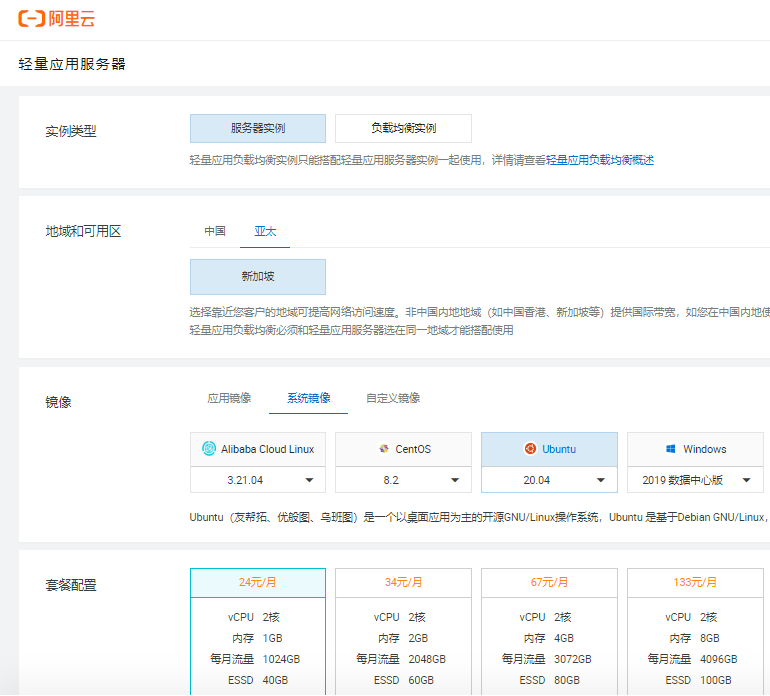 阿里云
轻量应用服务器
实例类型
服务器实例 负载均衡实例
轻量应用负载均衡实例只能搭配轻量应用服务器实例一起使用，详情请查看轻量应用负载均衡概述
地域和可用区
中国 亚太
新加坡
选择靠近您客户的地域可提高网络访问速度。非中国内地地域（如中国香港、新加坡等）提供国际带宽，如您在中国内地使
轻量应用负载均衡必须和轻量应用服务器选在同一地域才能搭配使用
镜像
应用镜像 系统镜像 自定义镜像
Alibaba Cloud Linux CentOS Ubuntu Windows
3.21.04 8.2 20.04 2019 数据中心版
Ubuntu（友帮拓、优般图、乌班图）是一个以桌面应用为主的开源GNU/Linux操作系统，Ubuntu 是基于Debian GNU/Linux，
套餐配置
24元/月 34元/月 67元/月 133元/月
vCPU 2核 vCPU 2核 vCPU 2核 vCPU 2核
内存 1GB 内存 2GB 内存 4GB 内存 8GB
每月流量 1024GB 每月流量 2048GB 每月流量 3072GB 每月流量 4096GB
ESSD 40GB ESSD 60GB ESSD 80GB ESSD 100GB